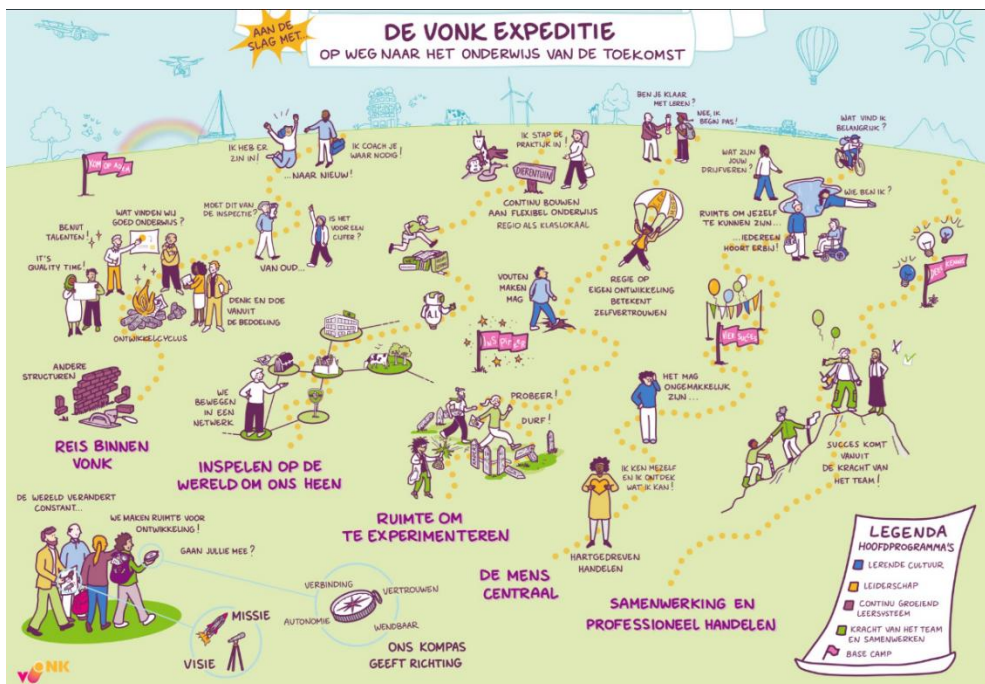 AAN DE
SLAG MET...
DE VONK EXPEDITIE
OP WEG NAAR HET ONDERWIJS VAN DE TOEKOMST
BEN JE KLAAR
MET LEREN?
NEE, IK
BEGIN PAS!
WAT VIND IK
BELANGRIJK?
IK HEB ER
ZIN IN!
IK COACH JE
WAAR NODIG!
...NAAR NIEUW!
IK STAP DE
PRAKTIJK IN!
DIERENTUIN
WAT ZIJN
JOUW
DRIJFVEREN?
WIE BEN IK?
KOM OP ADEM
WAT VINDEN WIJ
GOED ONDERWIJS?
BENUT
TALENTEN!
IT'S
QUALITY TIME!
MOET DIT VAN
DE INSPECTIE?
IS HET
VOOR EEN
CIJFER?
VAN OUD...
CONTINU BOUWEN
AAN FLEXIBEL ONDERWIJS
REGIO ALS KLASLOKAAL
RUIMTE OM JEZELF
TE KUNNEN ZIJN...
...IEDEREEN
HOORT ERBIJ!
FOUTEN
MAKEN
MAG
REGIE OP
EIGEN ONTWIKKELING
BETEKENT
ZELFVERTROUWEN
DEEL KENNIS
DENK EN DOE
VANUIT
DE BEDOELING
ONTWIKKELCYCLUS
A.I.
VIER SUCCES
ANDERE
STRUCTUREN
WE
BEWEGEN
IN EEN
NETWERK
PROBEER!
DURF!
HET MAG
ONGEMAKKELIJK
ZIJN...
REIS BINNEN
VONK
INSPELEN OP DE
WERELD OM ONS HEEN
IK KEN MEZELF
EN IK ONTDEK
WAT IK KAN!
SUCCES KOMT
VANUIT
DE KRACHT VAN
HET TEAM!
DE WERELD VERANDERT
CONSTANT...
WE MAKEN RUIMTE VOOR
ONTWIKKELING!
GAAN JULLIE MEE?
RUIMTE OM
TE EXPERIMENTEREN
HARTGEDREVEN
HANDELEN
DE MENS
CENTRAAL
SAMENWERKING EN
PROFESSIONEEL HANDELEN
VERBINDING
VERTROUWEN
AUTONOMIE
WENDBAAR
MISSIE
VISIE
ONS KOMPAS
GEEFT RICHTING
LEGENDA
HOOFDPROGRAMMA'S
LERENDE CULTUUR
LEIDERSCHAP
CONTINU GROEIEND
LEERSYSTEEM
KRACHT VAN HET TEAM
EN SAMENWERKEN
BASE CAMP
VONK